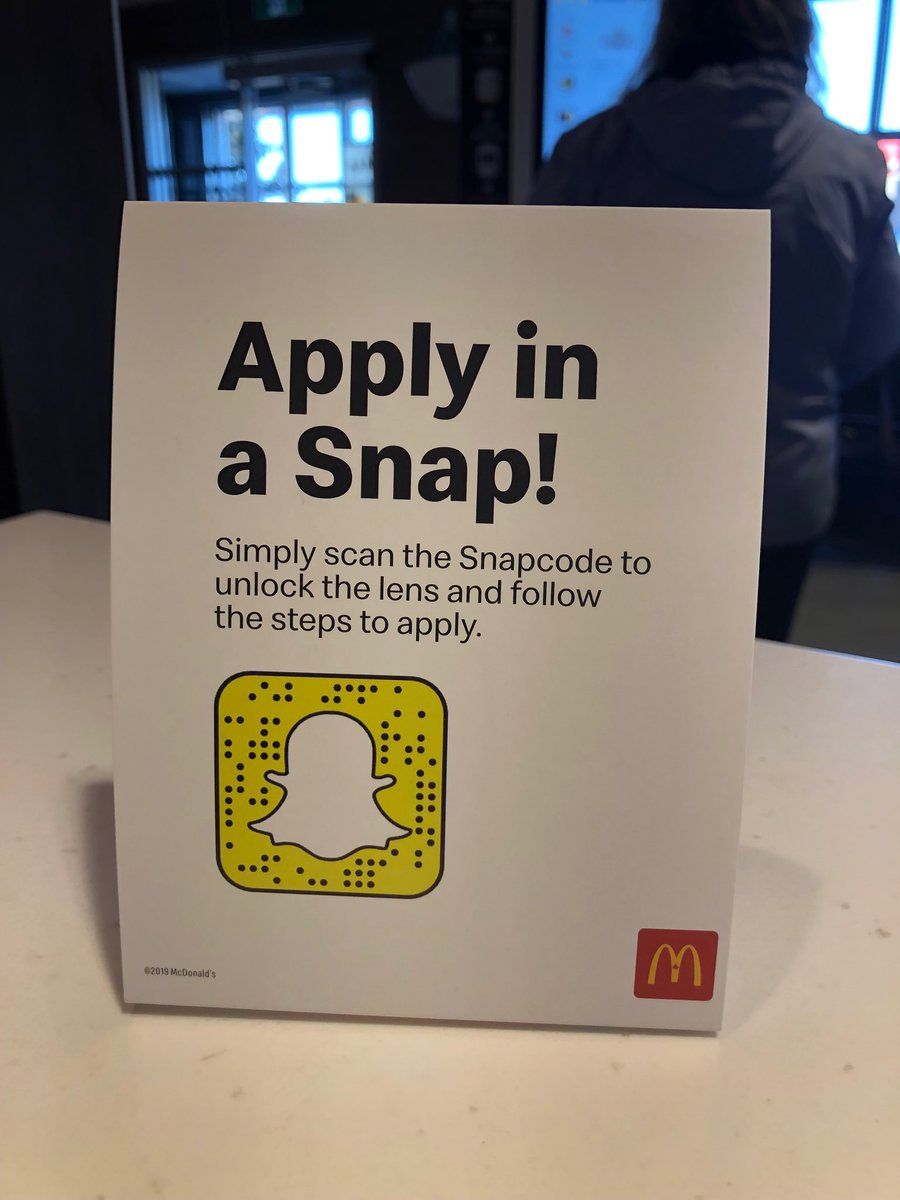 Apply in
a Snap!
Simply scan the Snapcode to
unlock the lens and follow
the steps to apply.
©2019 McDonald's